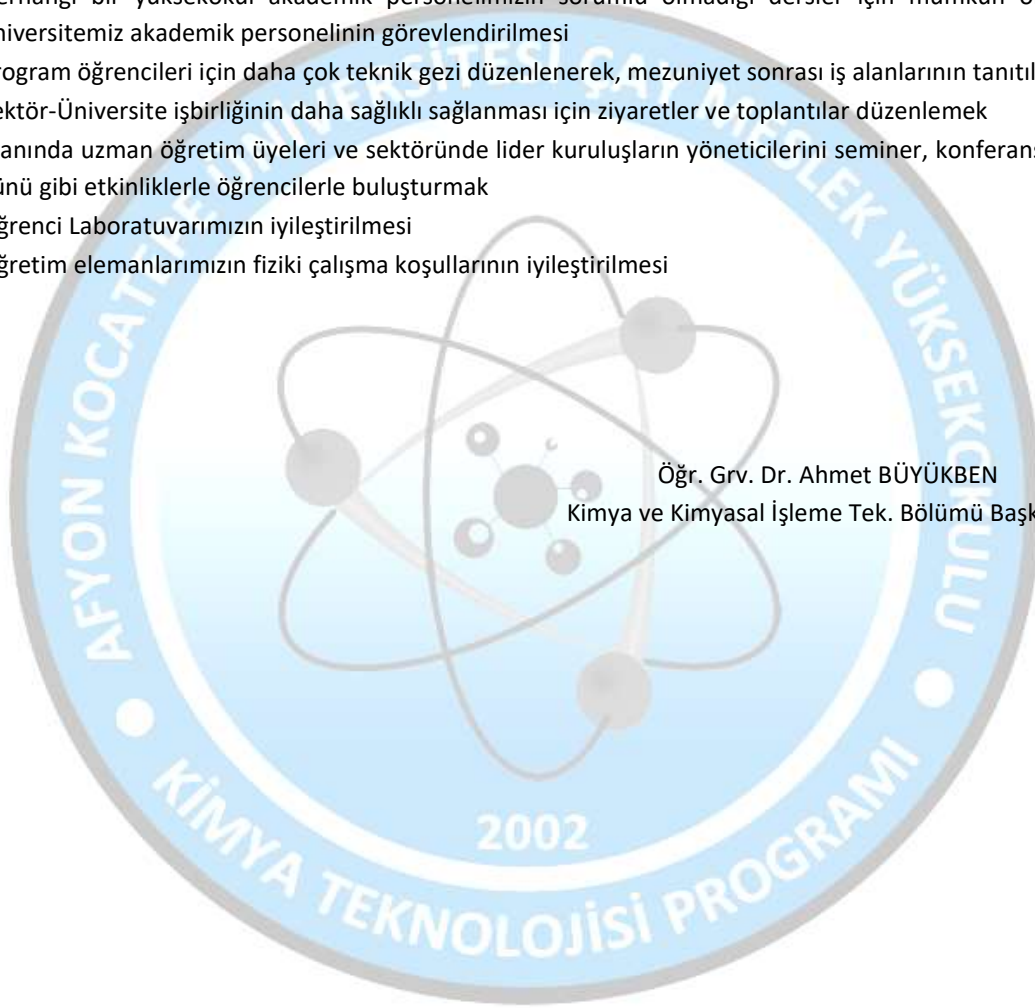 erhangi bir yüksekokul akademik personelimizin sorumlu olmadığı dersler için mümkün
niversitemiz akademik personelinin görevlendirilmesi
rogram öğrencileri için daha çok teknik gezi düzenlenerek, mezuniyet sonrası iş alanlarının tanıtıl
ektör-Üniversite işbirliğinin daha sağlıklı sağlanması için ziyaretler ve toplantılar düzenlemek
anında uzman öğretim üyeleri ve sektöründe lider kuruluşların yöneticilerini seminer, konferans
ünü gibi etkinliklerle öğrencilerle buluşturmak
ğrenci Laboratuvarımızın iyileştirilmesi
ğretim elemanlarımızın fiziki çalışma koşullarının iyileştirilmesi
Öğr. Grv. Dr. Ahmet BÜYÜKBEN
Kimya ve Kimyasal İşleme Tek. Bölümü Başk
AFYON KOCATEPE ÜNİVERSİTESİ ÇAY MESLEK YÜKSEKOKULU
2002
KİMYA TEKNOLOJİSİ PROGRAMI